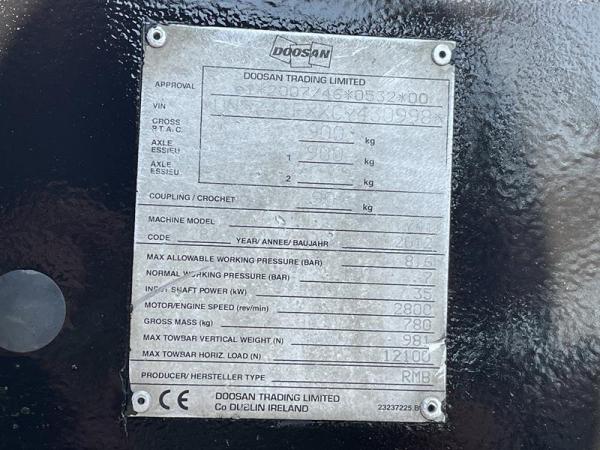 DOOSAN
DOOSAN TRADING LIMITED
APPROVAL 007/46*0532*00
VIN 430998*
GROSS P.T.A.C. 900 kg
AXLE ESSIEU 1 900 kg
AXLE ESSIEU 2 kg
COUPLING / CROCHET kg
MACHINE MODEL
CODE YEAR/ ANNEE/ BAUJAHR
MAX ALLOWABLE WORKING PRESSURE (BAR) 8.6
NORMAL WORKING PRESSURE (BAR) 7
INPUT SHAFT POWER (kW) 35
MOTOR/ENGINE SPEED (rev/min) 2800
GROSS MASS (kg) 780
MAX TOWBAR VERTICAL WEIGHT (N) 981
MAX TOWBAR HORIZ. LOAD (N) 12100
PRODUCER/ HERSTELLER TYPE RMB
CE DOOSAN TRADING LIMITED
Co DUBLIN IRELAND 23237225